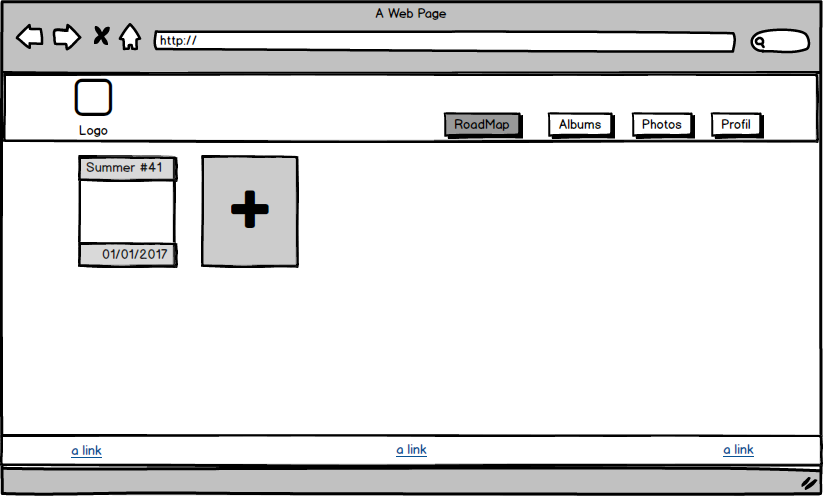 A Web Page
http://
Logo
RoadMap
Albums
Photos
Profil
Summer #41
01/01/2017
a link
a link
a link